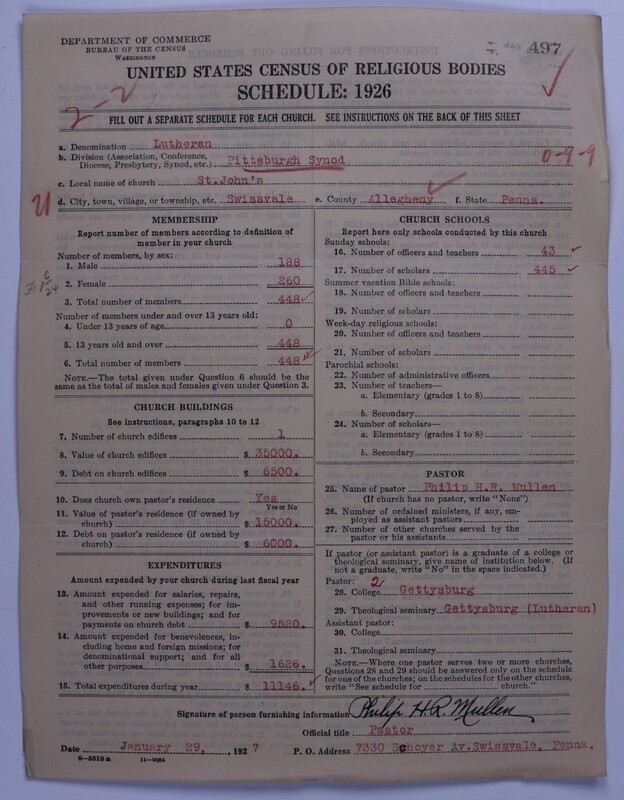 DEPARTMENT OF COMMERCE
BUREAU OF THE CENSUS
WASHINGTON
497
UNITED STATES CENSUS OF RELIGIOUS BODIES
SCHEDULE: 1926
2-2
FILL OUT A SEPARATE SCHEDULE FOR EACH CHURCH. SEE INSTRUCTIONS ON THE BACK OF THIS SHEET
a. Denomination Lutheran
b. Division (Association, Conference, Diocese, Presbytery, Synod, etc.) Pittsburgh Synod
0-9-9
c. Local name of church St.John's
U
d. City, town, village, or township, etc. Swissvale e. County Allegheny f. State Penna.
MEMBERSHIP
Report number of members according to definition of
member in your church
Number of members, by sex:
1. Male 188
2. Female 260
3. Total number of members 448
Number of members under and over 13 years old:
4. Under 13 years of age 0
5. 13 years old and over 448
6. Total number of members 448
NOTE.—The total given under Question 6 should be the
same as the total of males and females given under Question 3.
CHURCH BUILDINGS
See instructions, paragraphs 10 to 12
7. Number of church edifices 1
8. Value of church edifices $ 35000.
9. Debt on church edifices $ 6500.
10. Does church own pastor's residence Yes
Yes or No
11. Value of pastor's residence (if owned by
church) $ 15000.
12. Debt on pastor's residence (if owned by
church) $ 6000.
EXPENDITURES
Amount expended by your church during last fiscal year
13. Amount expended for salaries, repairs,
and other running expenses; for im-
provements or new buildings; and for
payments on church debt $ 9520.
14. Amount expended for benevolences, in-
cluding home and foreign missions; for
denominational support; and for all
other purposes $ 1626.
15. Total expenditures during year $ 11146.
CHURCH SCHOOLS
Report here only schools conducted by this church
Sunday schools:
16. Number of officers and teachers 43
17. Number of scholars 445
Summer vacation Bible schools:
18. Number of officers and teachers
19. Number of scholars
Week-day religious schools:
20. Number of officers and teachers
21. Number of scholars
Parochial schools:
22. Number of administrative officers
23. Number of teachers—
a. Elementary (grades 1 to 8)
b. Secondary
24. Number of scholars—
a. Elementary (grades 1 to 8)
b. Secondary
PASTOR
25. Name of pastor Philip H.R. Mullen
(If church has no pastor, write "None")
26. Number of ordained ministers, if any, em-
ployed as assistant pastors
27. Number of other churches served by the
pastor or his assistants
If pastor (or assistant pastor) is a graduate of a college or
theological seminary, give name of institution below. (If
not a graduate, write "No" in the space indicated.)
Pastor: 2
28. College Gettysburg
29. Theological seminary Gettysburg (Lutheran)
Assistant pastor:
30. College
31. Theological seminary
NOTE.—Where one pastor serves two or more churches,
Questions 28 and 29 should be answered only on the schedule
for one of the churches; on the schedules for the other churches,
write "See schedule for church."
Signature of person furnishing information Philip H.R. Mullen
Official title Pastor
Date January 29, 1927 P. O. Address 7330 Schoyer Av.Swissvale, Penna.
8-5518a 11-9284